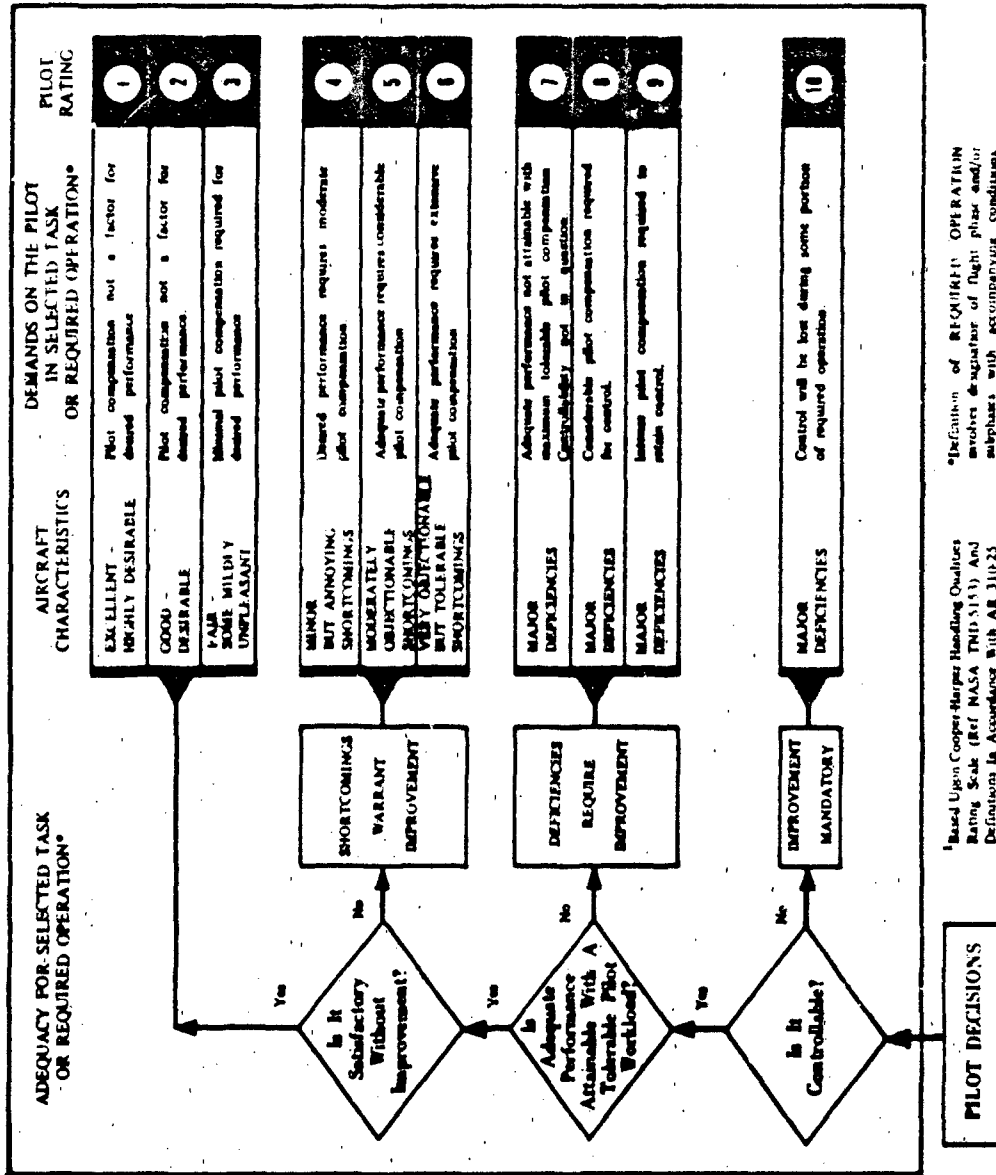 ADEQUACY FOR SELECTED TASK
OR REQUIRED OPERATION*
AIRCRAFT
CHARACTERISTICS
DEMANDS ON THE PILOT
IN SELECTED TASK
OR REQUIRED OPERATION*
PILOT
RATING
EXCELLENT -
HIGHLY DESIRABLE
Pilot compensation not a factor for
desired performance
1
GOOD -
DESIRABLE
Pilot compensation not a factor for
desired performance.
2
FAIR -
SOME MILDLY
UNPLEASANT
Minimal pilot compensation required for
desired performance
3
Yes
Is It
Satisfactory
Without
Improvement?
No
SHORTCOMINGS
WARRANT
IMPROVEMENT
MINOR
BUT ANNOYING
SHORTCOMINGS
Desired performance requires moderate
pilot compensation.
4
MODERATELY
OBJECTIONABLE
SHORTCOMINGS
Adequate performance requires considerable
pilot compensation
5
VERY OBJECTIONABLE
BUT TOLERABLE
SHORTCOMINGS
Adequate performance requires extensive
pilot compensation
6
Yes
Is
Adequate
Performance
Attainable With A
Tolerable Pilot
Workload?
No
DEFICIENCIES
REQUIRE
IMPROVEMENT
MAJOR
DEFICIENCIES
Adequate performance not attainable with
maximum tolerable pilot compensation
Controllability not in question
7
MAJOR
DEFICIENCIES
Considerable pilot compensation required
for control.
8
MAJOR
DEFICIENCIES
Intense pilot compensation required to
retain control.
9
Yes
Is It
Controllable?
No
IMPROVEMENT
MANDATORY
MAJOR
DEFICIENCIES
Control will be lost during some portion
of required operation.
10
PILOT DECISIONS
1 Based Upon Cooper-Harper Handling Qualities
Rating Scale (Ref NASA TND 5153) And
Definitions In Accordance With AR 310-25
*Definition of REQUIRED OPERATION
involves designation of flight phase and/or
subphases with accompanying conditions